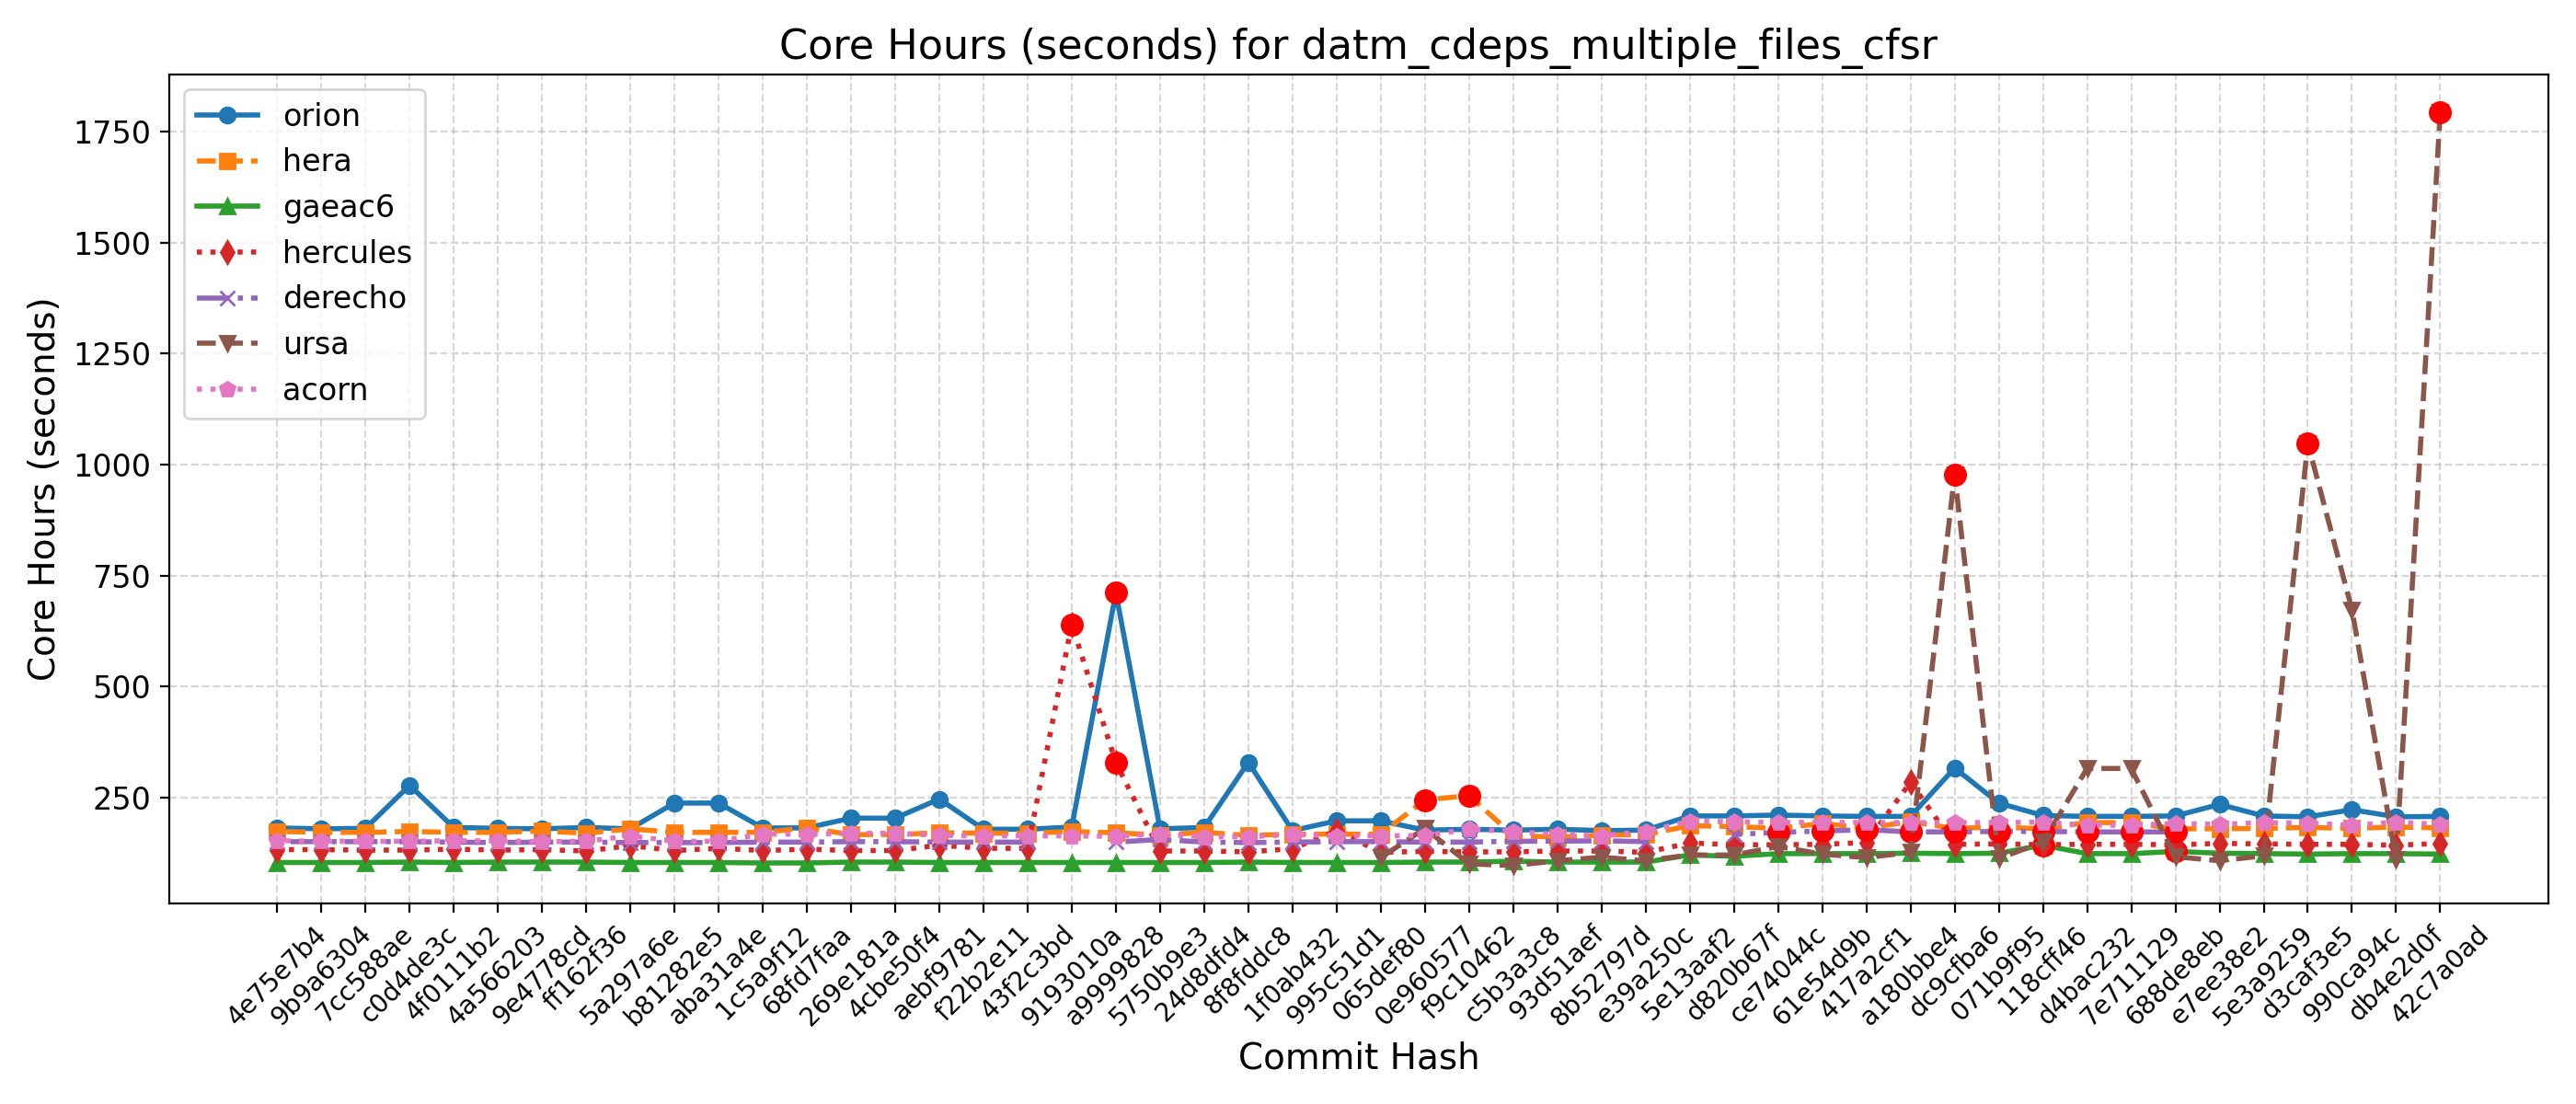 Core Hours (seconds) for datm_cdeps_multiple_files_cfsr
orion
hera
gaeac6
hercules
derecho
ursa
acorn
Core Hours (seconds)
1750
1500
1250
1000
750
500
250
4e75e7b4
9b9a6304
7cc588ae
c0d4de3c
4f0111b2
4a566203
9e4778cd
ff162f36
5a297a6e
b81282e5
aba31a4e
1c5a9f12
68fd7faa
269e181a
4cbe50f4
aebf9781
f22b2e11
43f2c3bd
9193010a
a9999828
5750b9e3
24d8dfd4
8f8fddc8
1f0ab432
995c51d1
065def80
0e960577
f9c10462
c5b3a3c8
93d51aef
8b52797d
e39a250c
5e13aaf2
d820b67f
ce74044c
61e54d9b
417a2cf1
a180bbe4
dc9cfba6
071b9f95
118cff46
d4bac232
7e711129
688de8eb
e7ee38e2
5e3a9259
d3caf3e5
990ca94c
db4e2d0f
42c7a0ad
Commit Hash